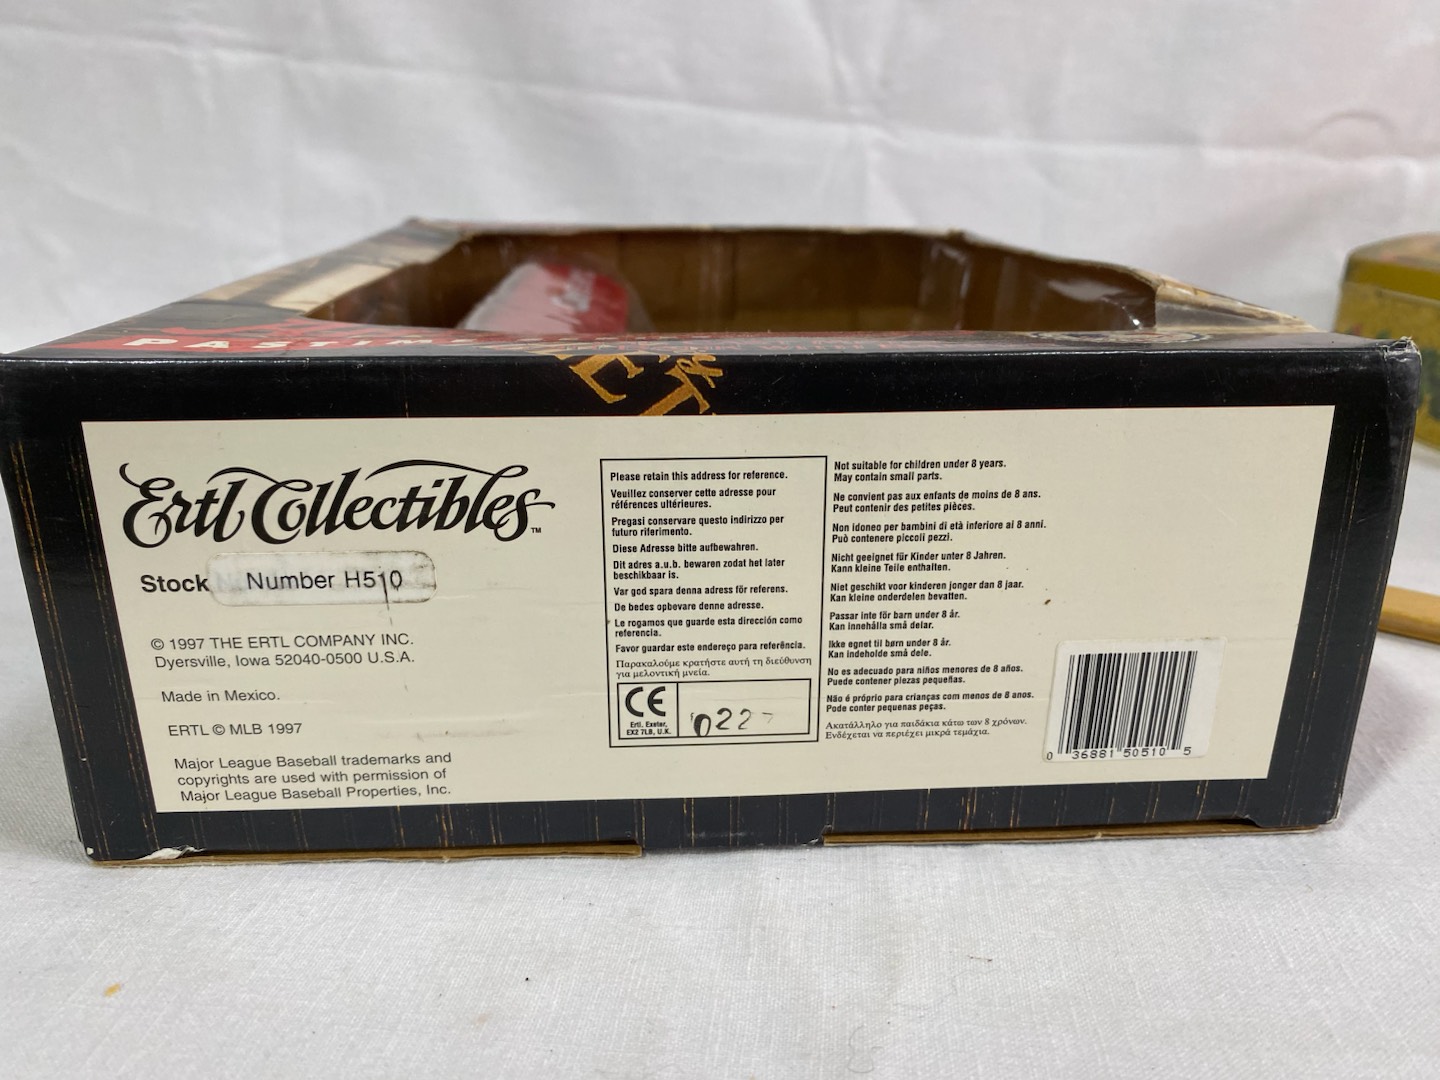 PASTIM
Ertl Collectibles™
Stock Number H510
© 1997 THE ERTL COMPANY INC.
Dyersville, Iowa 52040-0500 U.S.A.
Made in Mexico.
ERTL © MLB 1997
Major League Baseball trademarks and
copyrights are used with permission of
Major League Baseball Properties, Inc.
Please retain this address for reference.
Veuillez conserver cette adresse pour
références ultérieures.
Pregasi conservare questo indirizzo per
futuro riferimento.
Diese Adresse bitte aufbewahren.
Dit adres a.u.b. bewaren zodat het later
beschikbaar is.
Var god spara denna adress för referens.
De bedes opbevare denne adresse.
Le rogamos que guarde esta dirección como
referencia.
Favor guardar este endereço para referência.
Παρακαλούμε κρατήστε αυτή τη διεύθυνση
για μελοντική μνεία.
CE
Ertl, Exeter,
EX2 7LB, U.K.
022
Not suitable for children under 8 years.
May contain small parts.
Ne convient pas aux enfants de moins de 8 ans.
Peut contenir des petites pièces.
Non idoneo per bambini di età inferiore ai 8 anni.
Può contenere piccoli pezzi.
Nicht geeignet für Kinder unter 8 Jahren.
Kann kleine Teile enthalten.
Niet geschikt voor kinderen jonger dan 8 jaar.
Kan kleine onderdelen bevatten.
Passar inte för barn under 8 år.
Kan innehålla små delar.
Ikke egnet til børn under 8 år.
Kan indeholde små dele.
No es adecuado para niños menores de 8 años.
Puede contener piezas pequeñas.
Não é próprio para crianças com menos de 8 anos.
Pode conter pequenas peças.
Ακατάλληλο για παιδάκια κάτω των 8 χρόνων.
Ενδέχεται να περιέχει μικρά τεμάχια.
0 36881 50510 5